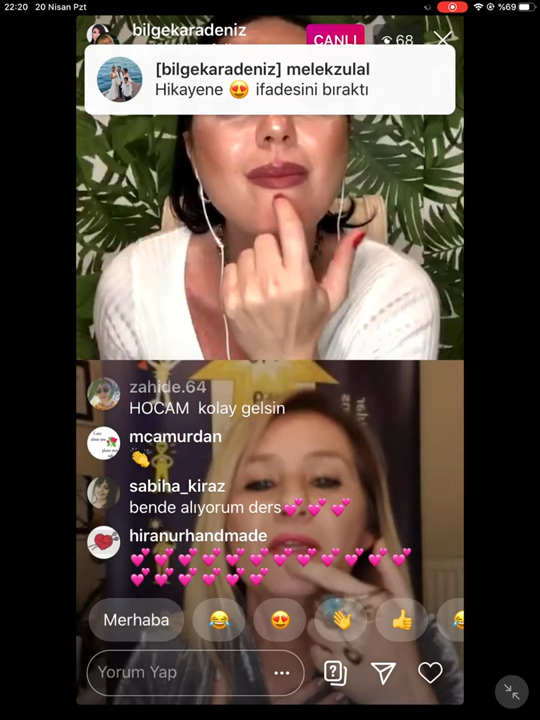 22:20 20 Nisan Pzt %69
bilgekaradeniz
CANLI 68
[bilgekaradeniz] melekzulal
Hikayene 😍 ifadesini bıraktı
zahide.64
HOCAM kolay gelsin
mcamurdan
👏
sabiha_kiraz
bende alıyorum ders💕💕💕
hiranurhandmade
💕💕💕💕💕💕💕💕💕💕💕💕
💕💕💕💕💕💕
Merhaba 😂 😍 👋 👍 😂
Yorum Yap